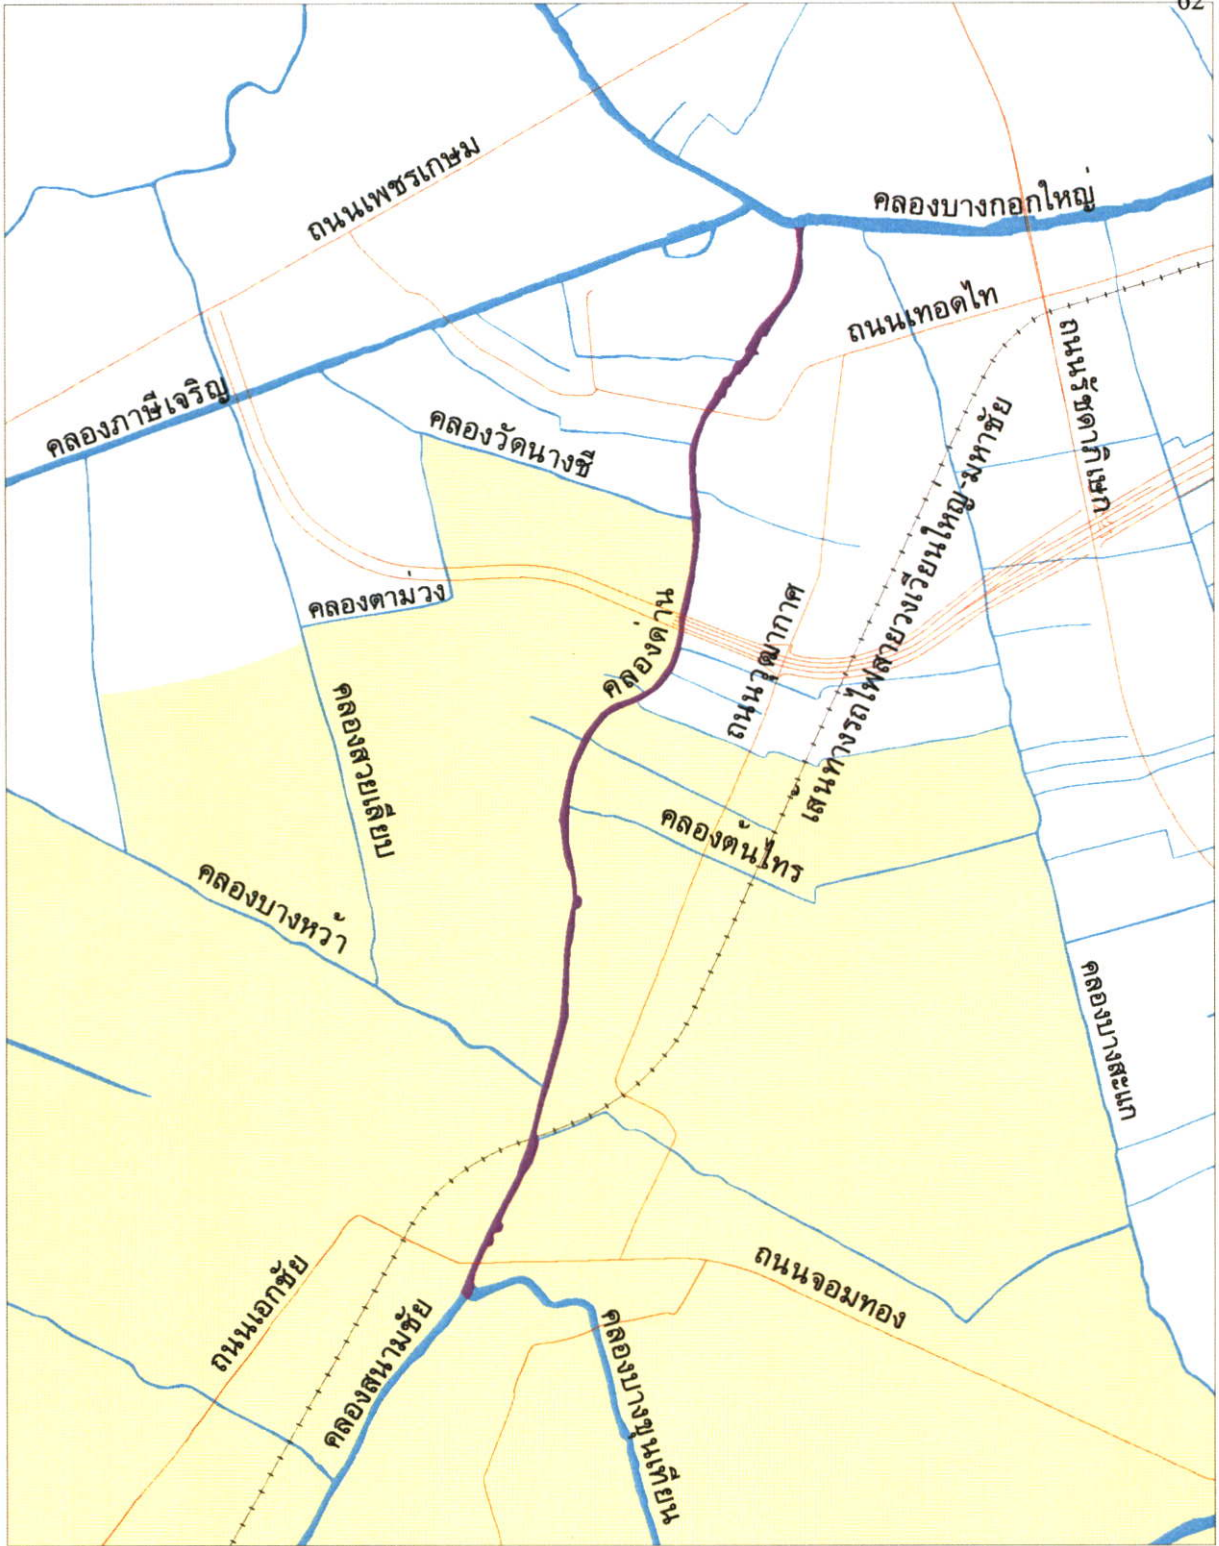 62
ถนนเพชรเกษม
คลองบางกอกใหญ่
ถนนเทอดไท
ถนนรัชดาภิเษก
คลองภาษีเจริญ
คลองวัดนางชี
เส้นทางรถไฟสายวงเวียนใหญ่-มหาชัย
คลองตาม่วง
คลองด่าน
ถนนวุฒากาศ
คลองสวยเลียบ
คลองต้นไทร
คลองบางหว้า
คลองบางสะแก
ถนนเอกชัย
ถนนจอมทอง
คลองสนามชัย
คลองบางขุนเทียน